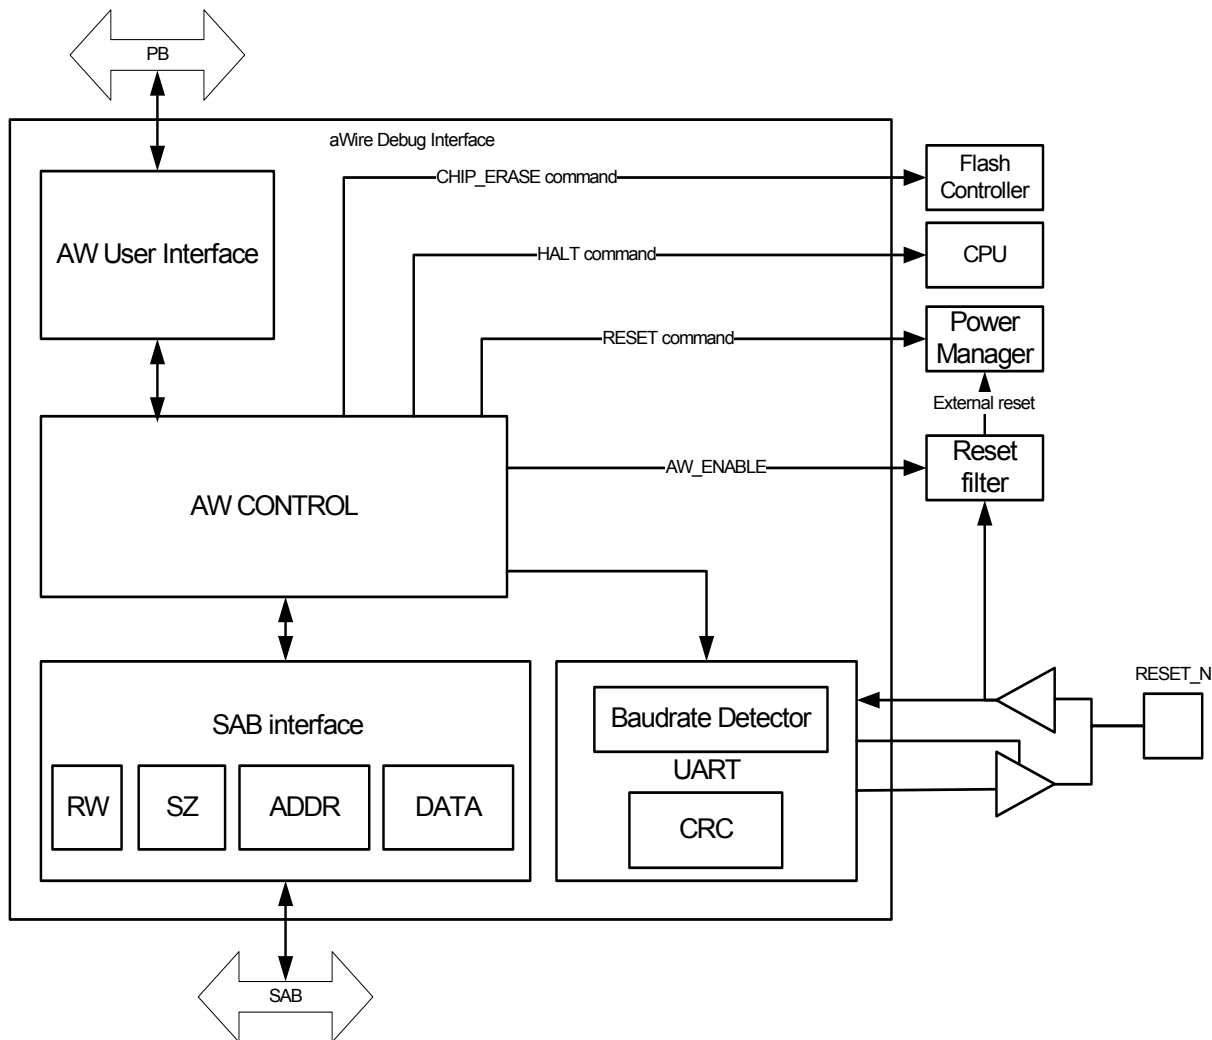 PB
aWire Debug Interface
CHIP_ERASE command
Flash
Controller
AW User Interface
HALT command
CPU
RESET command
Power
Manager
External reset
AW CONTROL
AW_ENABLE
Reset
filter
SAB interface
RW
SZ
ADDR
DATA
Baudrate Detector
UART
CRC
RESET_N
SAB